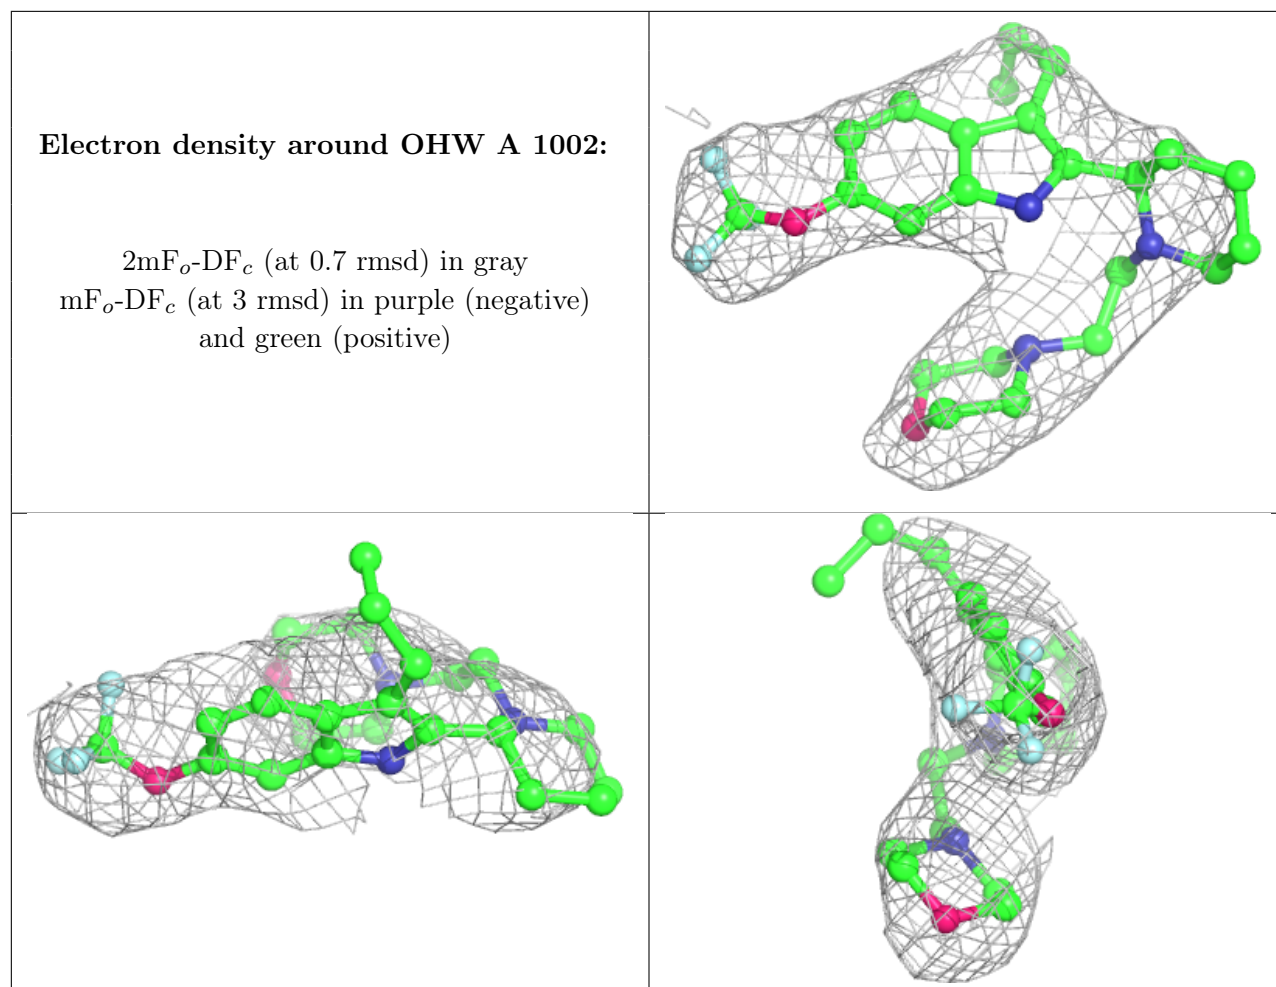 Electron density around OHW A 1002:
2mFo-DFc (at 0.7 rmsd) in gray
mFo-DFc (at 3 rmsd) in purple (negative)
and green (positive)